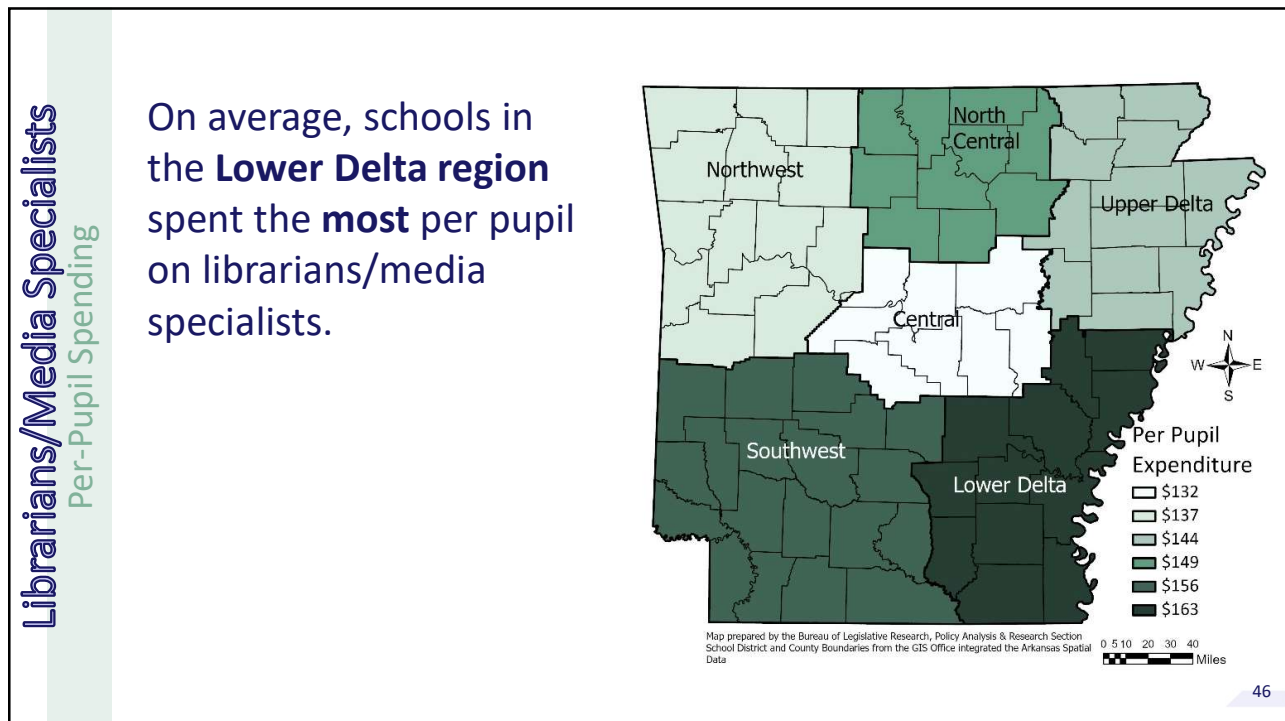 Librarians/Media Specialists
Per-Pupil Spending
On average, schools in
the Lower Delta region
spent the most per pupil
on librarians/media
specialists.
North
Central
Northwest
Upper Delta
Central
Southwest
Lower Delta
N
W E
S
Per Pupil
Expenditure
$132
$137
$144
$149
$156
$163
Map prepared by the Bureau of Legislative Research, Policy Analysis & Research Section
School District and County Boundaries from the GIS Office integrated the Arkansas Spatial
Data
0 5 10 20 30 40
Miles
46